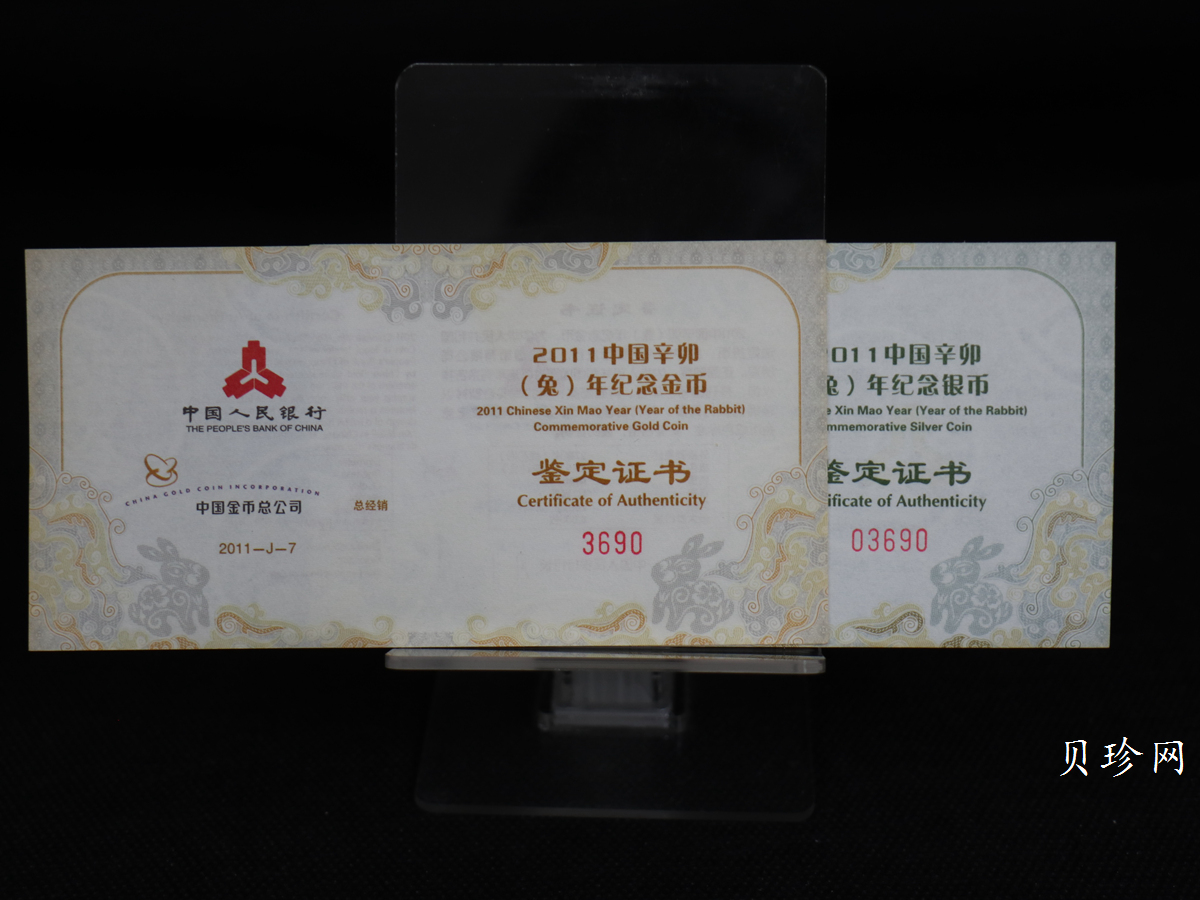 中国人民银行
THE PEOPLE'S BANK OF CHINA
CHINA GOLD COIN INCORPORATION
中国金币总公司
总经销
2011-J-7
2011中国辛卯
(兔)年纪念金币
2011 Chinese Xin Mao Year (Year of the Rabbit)
Commemorative Gold Coin
鉴定证书
Certificate of Authenticity
3690
011中国辛卯
兔)年纪念银币
e Xin Mao Year (Year of the Rabbit)
mmemorative Silver Coin
鉴定证书
ificate of Authenticity
03690
贝珍网